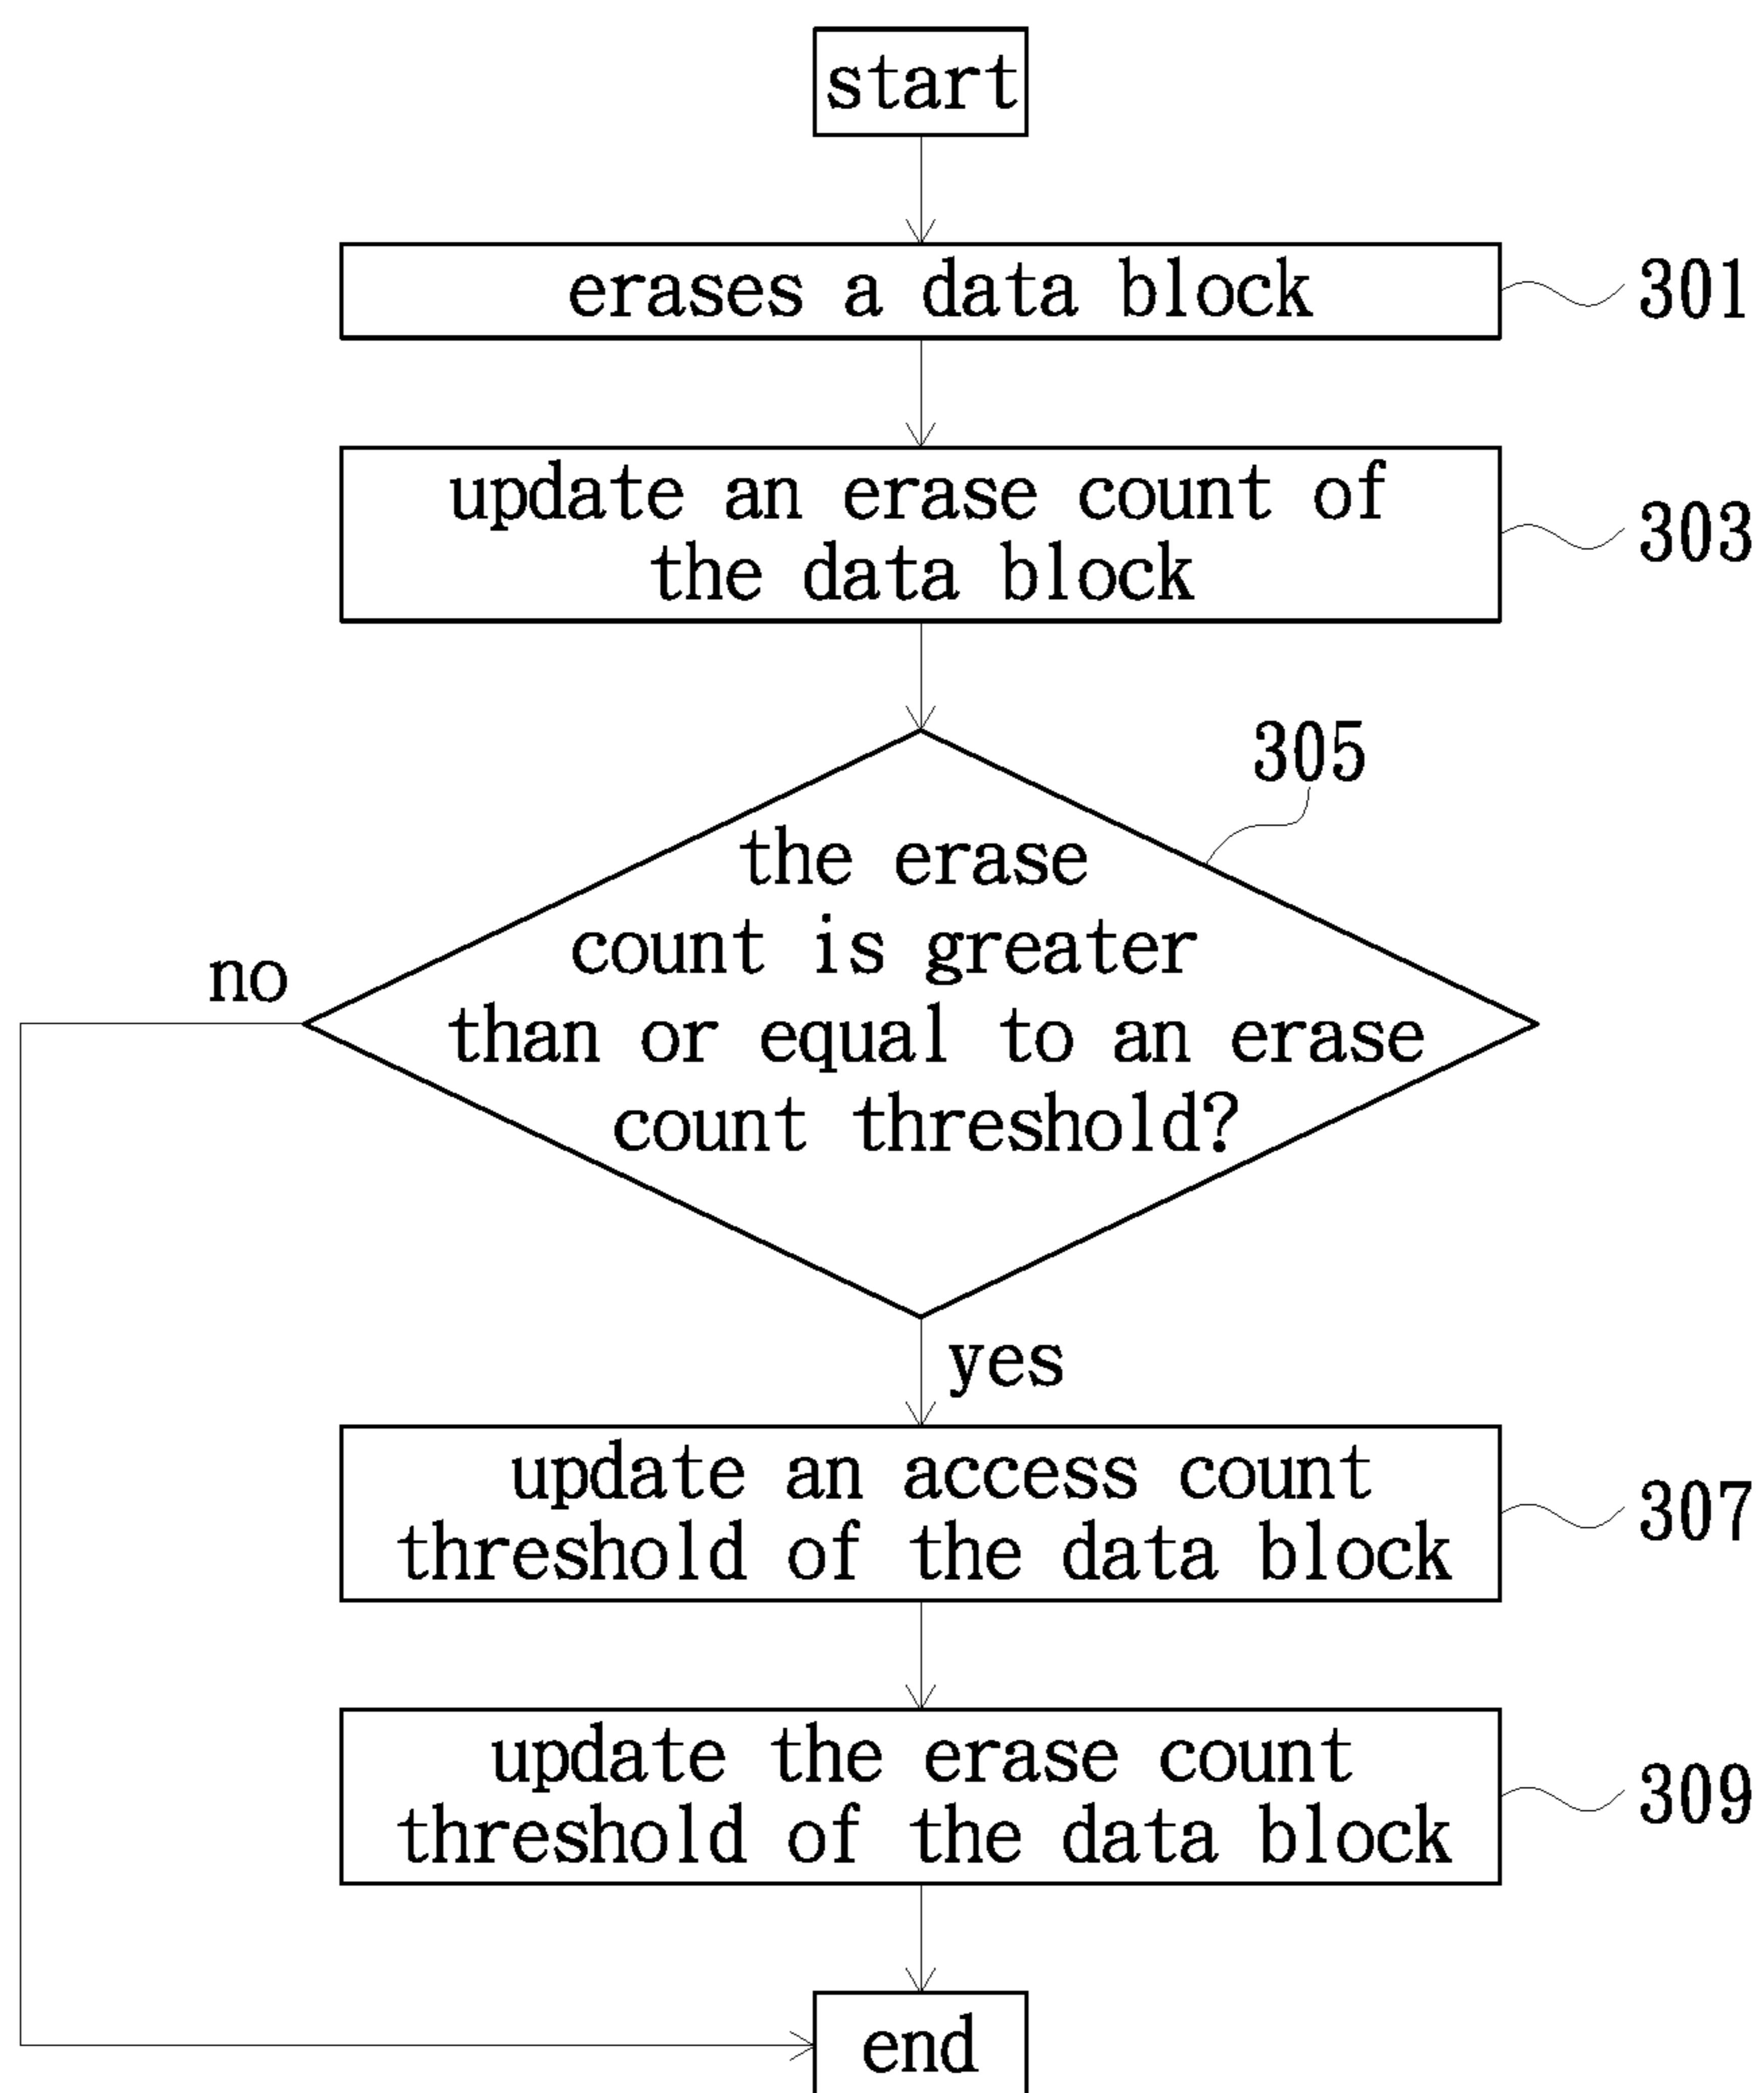 start
erases a data block
301
update an erase count of
the data block
303
305
the erase
count is greater
than or equal to an erase
count threshold?
no
yes
update an access count
threshold of the data block
307
update the erase count
threshold of the data block
309
end